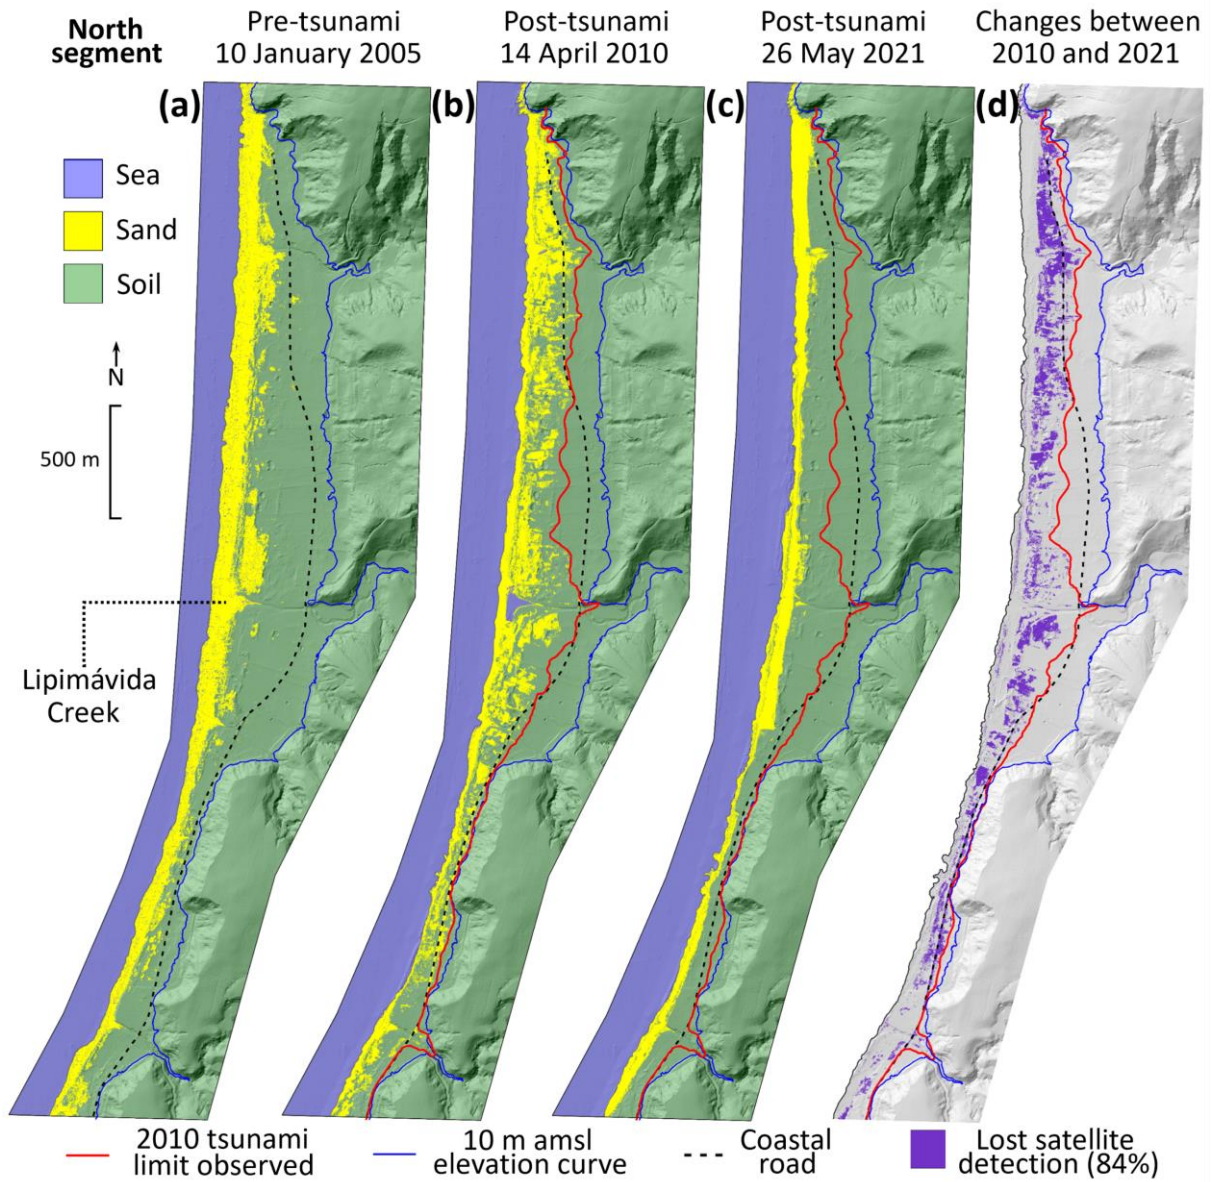 North
segment
Pre-tsunami
10 January 2005
Post-tsunami
14 April 2010
Post-tsunami
26 May 2021
Changes between
2010 and 2021
(a)
(b)
(c)
(d)
Sea
Sand
Soil
N
500 m
Lipimávida
Creek
2010 tsunami
limit observed
10 m amsl
elevation curve
Coastal
road
Lost satellite
detection (84%)